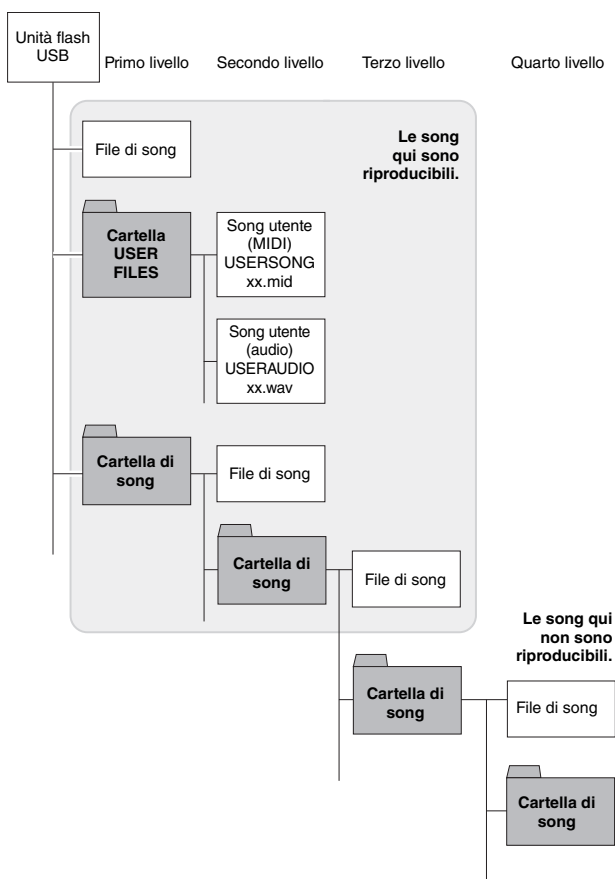 Unità flash
USB
Primo livello
Secondo livello
Terzo livello
Quarto livello
File di song
Le song
qui sono
riproducibili.
Cartella
USER
FILES
Song utente
(MIDI)
USERSONG
xx.mid
Song utente
(audio)
USERAUDIO
xx.wav
Cartella di
song
File di song
Cartella di
song
File di song
Le song qui
non sono
riproducibili.
Cartella di
song
File di song
Cartella di
song